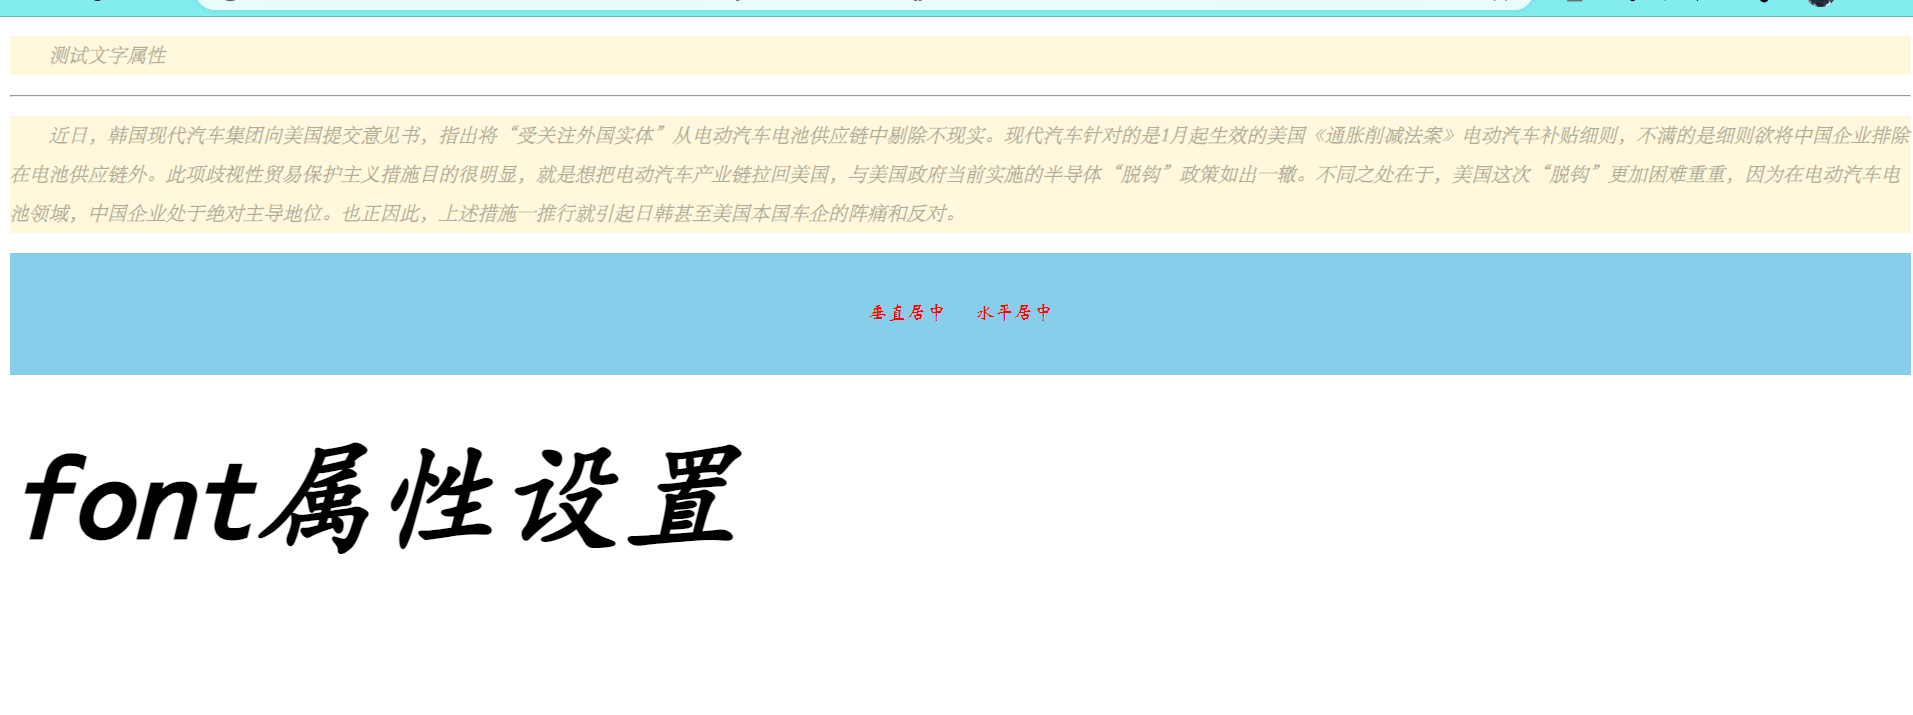 测试文字属性
近日，韩国现代汽车集团向美国提交意见书，指出将“受关注外国实体”从电动汽车电池供应链中剔除不现实。现代汽车针对的是1月起生效的美国《通胀削减法案》电动汽车补贴细则，不满的是细则欲将中国企业排除
在电池供应链外。此项歧视性贸易保护主义措施目的很明显，就是想把电动汽车产业链拉回美国，与美国政府当前实施的半导体“脱钩”政策如出一辙。不同之处在于，美国这次“脱钩”更加困难重重，因为在电动汽车电
池领域，中国企业处于绝对主导地位。也正因此，上述措施一推行就引起日韩甚至美国本国车企的阵痛和反对。
垂直居中 水平居中
font属性设置